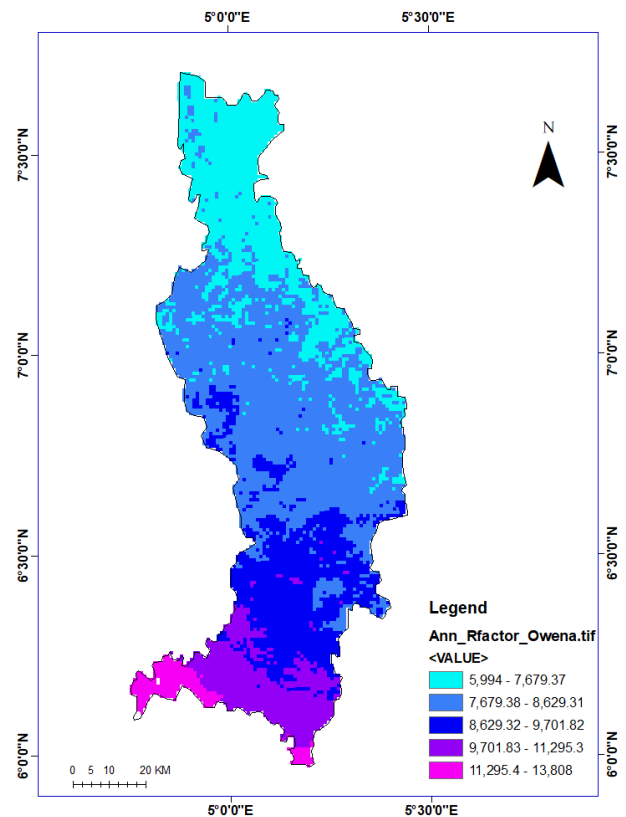 5°0'0"E 5°30'0"E
N
7°30'0"N 7°30'0"N
7°0'0"N 7°0'0"N
6°30'0"N 6°30'0"N
6°0'0"N 6°0'0"N
Legend
Ann_Rfactor_Owena.tif
<VALUE>
5,994 - 7,679.37
7,679.38 - 8,629.31
8,629.32 - 9,701.82
9,701.83 - 11,295.3
11,295.4 - 13,808
0 5 10 20 KM
5°0'0"E 5°30'0"E